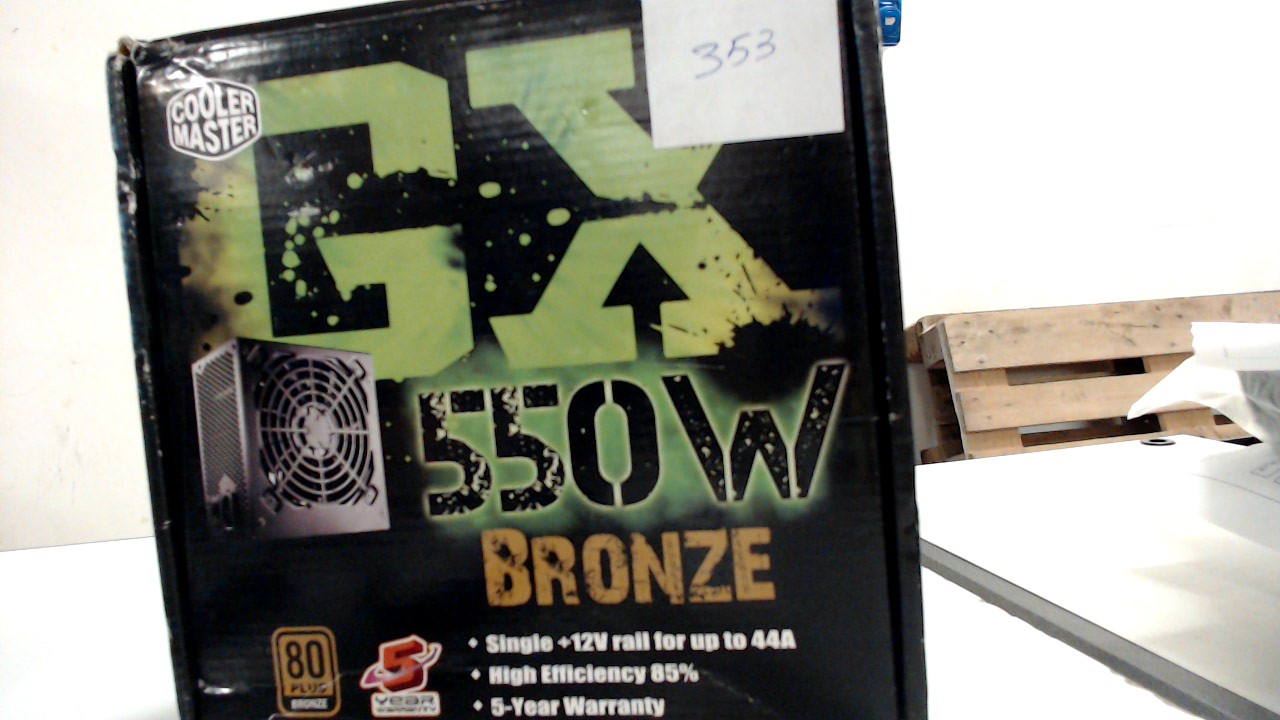 353
COOLER
MASTER
GX
550W
BRONZE
80
PLUS
BRONZE
5
YEAR
WARRANTY
• Single +12V rail for up to 44A
• High Efficiency 85%
• 5-Year Warranty